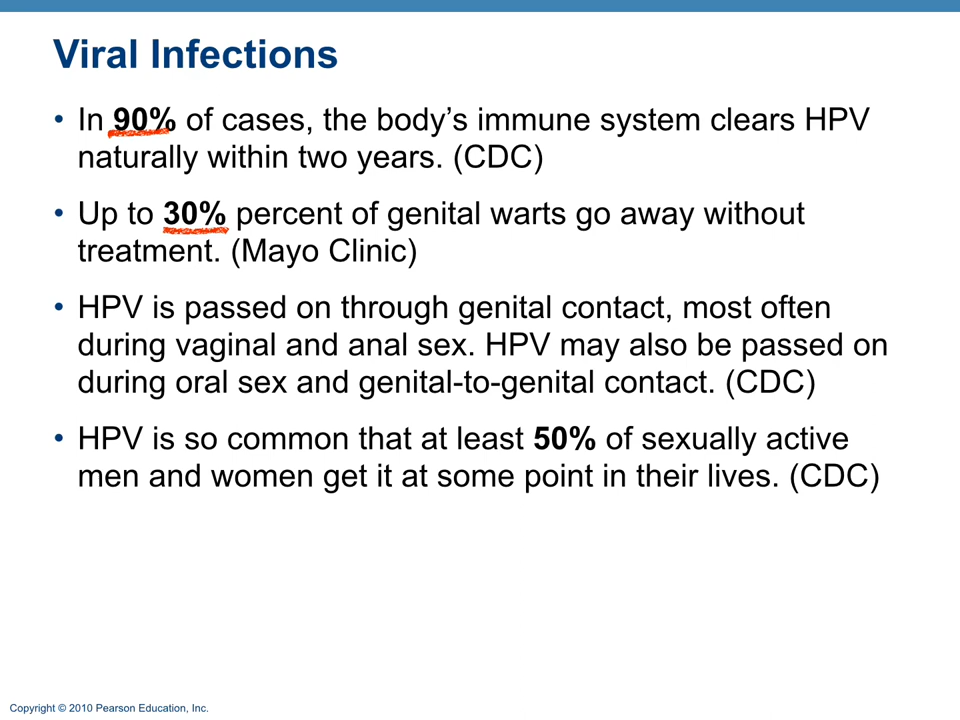 Viral Infections
• In 90% of cases, the body’s immune system clears HPV
naturally within two years. (CDC)
• Up to 30% percent of genital warts go away without
treatment. (Mayo Clinic)
• HPV is passed on through genital contact, most often
during vaginal and anal sex. HPV may also be passed on
during oral sex and genital-to-genital contact. (CDC)
• HPV is so common that at least 50% of sexually active
men and women get it at some point in their lives. (CDC)
Copyright © 2010 Pearson Education, Inc.